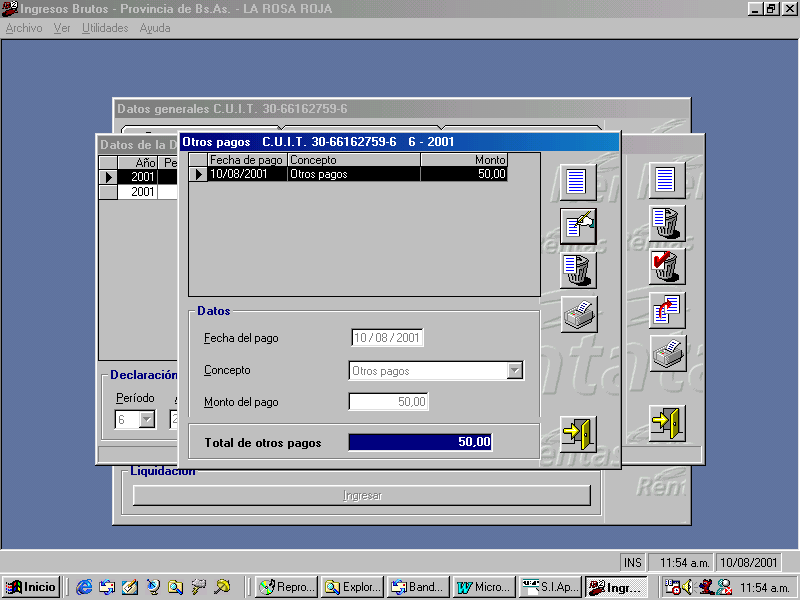 Ingresos Brutos - Provincia de Bs.As. - LA ROSA ROJA
Archivo Ver Utilidades Ayuda
Datos generales C.U.I.T. 30-66162759-6
Datos de la D
Año Pe
2001
2001
Declaración
Período
6 2
Otros pagos C.U.I.T. 30-66162759-6 6 - 2001
Fecha de pago Concepto Monto
10/08/2001 Otros pagos 50,00
Datos
Fecha del pago 10/08/2001
Concepto Otros pagos
Monto del pago 50,00
Total de otros pagos 50,00
Liquidación
Ingresar
Rent
INS 11:54 a.m. 10/08/2001
Inicio Repro... Explor... Band... Micro... S.I.Ap... Ingr... 11:54 a.m.